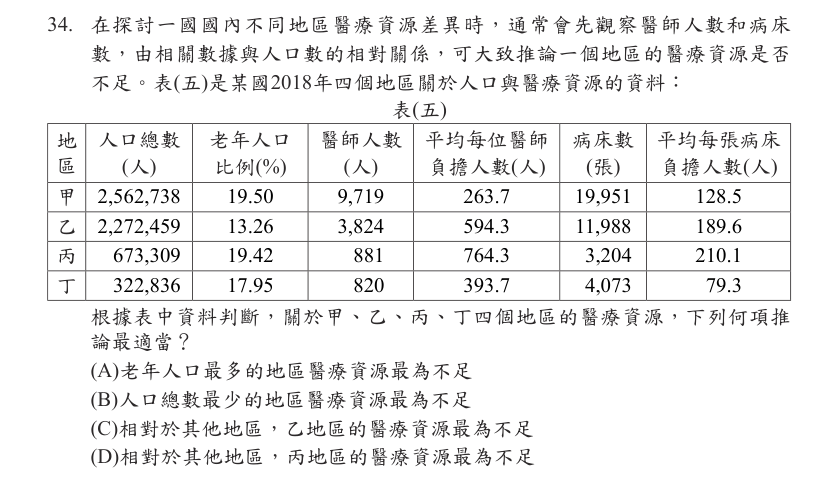 34. 在探討一國國內不同地區醫療資源差異時，通常會先觀察醫師人數和病床
數，由相關數據與人口數的相對關係，可大致推論一個地區的醫療資源是否
不足。表(五)是某國2018年四個地區關於人口與醫療資源的資料：
表(五)
地區 人口總數(人) 老年人口比例(%) 醫師人數(人) 平均每位醫師負擔人數(人) 病床數(張) 平均每張病床負擔人數(人)
甲 2,562,738 19.50 9,719 263.7 19,951 128.5
乙 2,272,459 13.26 3,824 594.3 11,988 189.6
丙 673,309 19.42 881 764.3 3,204 210.1
丁 322,836 17.95 820 393.7 4,073 79.3
根據表中資料判斷，關於甲、乙、丙、丁四個地區的醫療資源，下列何項推
論最適當？
(A)老年人口最多的地區醫療資源最為不足
(B)人口總數最少的地區醫療資源最為不足
(C)相對於其他地區，乙地區的醫療資源最為不足
(D)相對於其他地區，丙地區的醫療資源最為不足